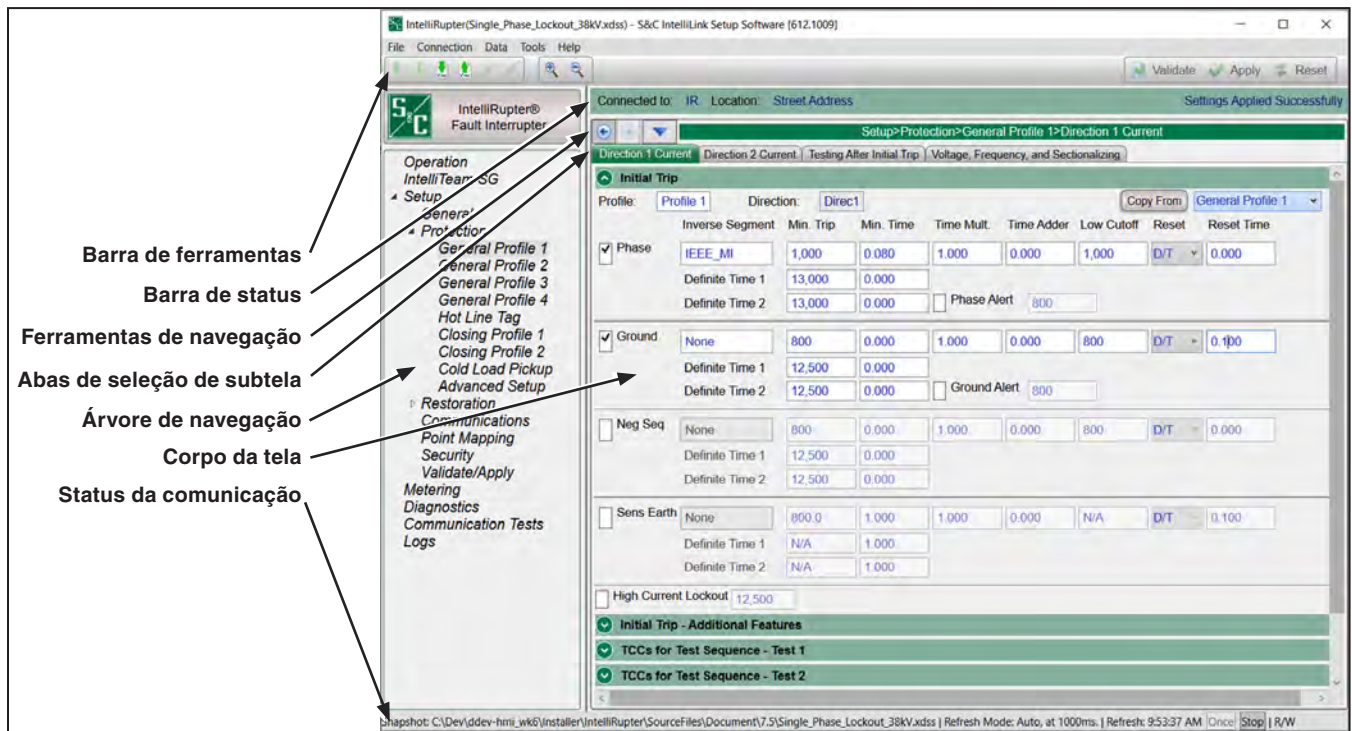 IntelliRupter(Single_Phase_Lockout_38kV.xdss) - S&C IntelliLink Setup Software [612.1009]
File Connection Data Tools Help
Validate Apply Reset
S&C
IntelliRupter®
Fault Interrupter
Connected to: IR Location: Street Address Settings Applied Successfully
Setup>Protection>General Profile 1>Direction 1 Current
Direction 1 Current Direction 2 Current Testing After Initial Trip Voltage, Frequency, and Sectionalizing
Operation
IntelliTeam SG
Setup
General
Protection
General Profile 1
General Profile 2
General Profile 3
General Profile 4
Hot Line Tag
Closing Profile 1
Closing Profile 2
Cold Load Pickup
Advanced Setup
Restoration
Communications
Point Mapping
Security
Validate/Apply
Metering
Diagnostics
Communication Tests
Logs
Barra de ferramentas
Barra de status
Ferramentas de navegação
Abas de seleção de subtela
Árvore de navegação
Corpo da tela
Status da comunicação
Initial Trip
Profile: Profile 1 Direction: Direc1 Copy From General Profile 1
Inverse Segment Min. Trip Min. Time Time Mult. Time Adder Low Cutoff Reset Reset Time
Phase IEEE_MI 1,000 0.080 1.000 0.000 1,000 D/T 0.000
Definite Time 1 13,000 0.000
Definite Time 2 13,000 0.000 Phase Alert 800
Ground None 800 0.000 1.000 0.000 800 D/T 0.100
Definite Time 1 12,500 0.000
Definite Time 2 12,500 0.000 Ground Alert 800
Neg Seq None 800 0.000 1.000 0.000 800 D/T 0.000
Definite Time 1 12,500 0.000
Definite Time 2 12,500 0.000
Sens Earth None 800.0 1.000 1.000 0.000 N/A D/T 0.100
Definite Time 1 N/A 1.000
Definite Time 2 N/A 1.000
High Current Lockout 12,500
Initial Trip - Additional Features
TCCs for Test Sequence - Test 1
TCCs for Test Sequence - Test 2
Snapshot: C:\Dev\ddev-hmi_wk6\Installer\IntelliRupter\SourceFiles\Document\7.5\Single_Phase_Lockout_38kV.xdss | Refresh Mode: Auto, at 1000ms. | Refresh: 9:53:37 AM Once Stop | R/W